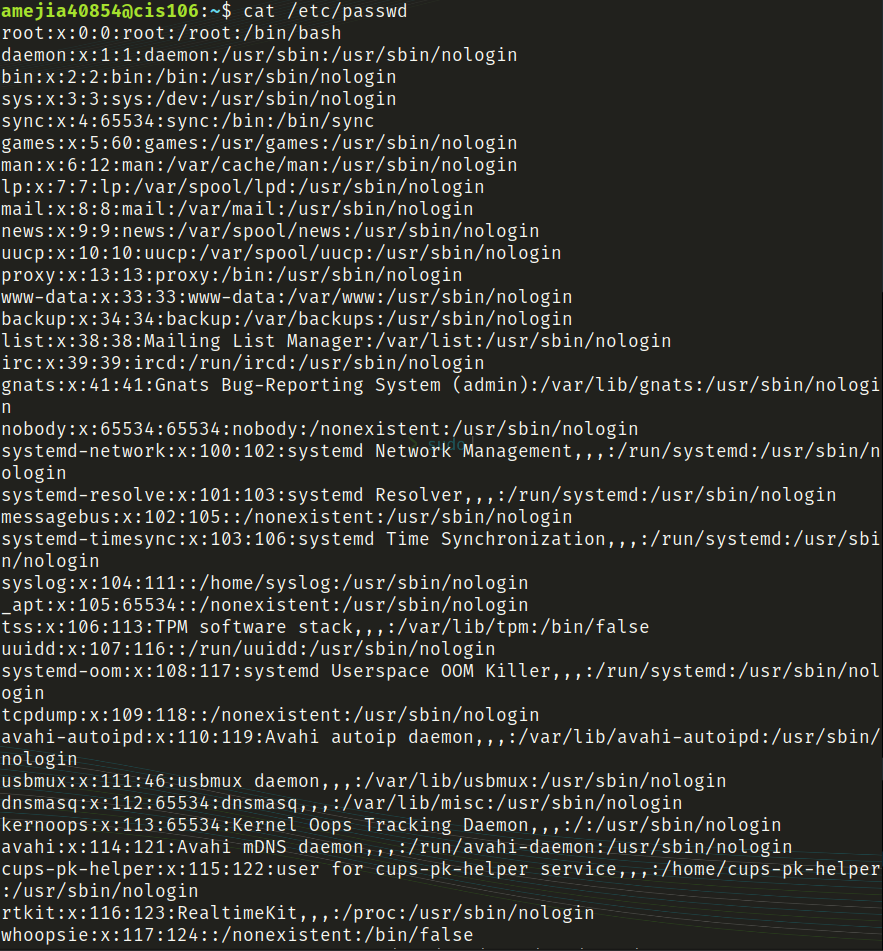 amejia40854@cis106:~$ cat /etc/passwd
root:x:0:0:root:/root:/bin/bash
daemon:x:1:1:daemon:/usr/sbin:/usr/sbin/nologin
bin:x:2:2:bin:/bin:/usr/sbin/nologin
sys:x:3:3:sys:/dev:/usr/sbin/nologin
sync:x:4:65534:sync:/bin:/bin/sync
games:x:5:60:games:/usr/games:/usr/sbin/nologin
man:x:6:12:man:/var/cache/man:/usr/sbin/nologin
lp:x:7:7:lp:/var/spool/lpd:/usr/sbin/nologin
mail:x:8:8:mail:/var/mail:/usr/sbin/nologin
news:x:9:9:news:/var/spool/news:/usr/sbin/nologin
uucp:x:10:10:uucp:/var/spool/uucp:/usr/sbin/nologin
proxy:x:13:13:proxy:/bin:/usr/sbin/nologin
www-data:x:33:33:www-data:/var/www:/usr/sbin/nologin
backup:x:34:34:backup:/var/backups:/usr/sbin/nologin
list:x:38:38:Mailing List Manager:/var/list:/usr/sbin/nologin
irc:x:39:39:ircd:/run/ircd:/usr/sbin/nologin
gnats:x:41:41:Gnats Bug-Reporting System (admin):/var/lib/gnats:/usr/sbin/nologi
n
nobody:x:65534:65534:nobody:/nonexistent:/usr/sbin/nologin
> sudo
systemd-network:x:100:102:systemd Network Management,,,:/run/systemd:/usr/sbin/n
ologin
systemd-resolve:x:101:103:systemd Resolver,,,:/run/systemd:/usr/sbin/nologin
messagebus:x:102:105::/nonexistent:/usr/sbin/nologin
systemd-timesync:x:103:106:systemd Time Synchronization,,,:/run/systemd:/usr/sbi
n/nologin
syslog:x:104:111::/home/syslog:/usr/sbin/nologin
_apt:x:105:65534::/nonexistent:/usr/sbin/nologin
tss:x:106:113:TPM software stack,,,:/var/lib/tpm:/bin/false
uuidd:x:107:116::/run/uuidd:/usr/sbin/nologin
systemd-oom:x:108:117:systemd Userspace OOM Killer,,,:/run/systemd:/usr/sbin/nol
ogin
tcpdump:x:109:118::/nonexistent:/usr/sbin/nologin
avahi-autoipd:x:110:119:Avahi autoip daemon,,,:/var/lib/avahi-autoipd:/usr/sbin/
nologin
usbmux:x:111:46:usbmux daemon,,,:/var/lib/usbmux:/usr/sbin/nologin
dnsmasq:x:112:65534:dnsmasq,,,:/var/lib/misc:/usr/sbin/nologin
kernoops:x:113:65534:Kernel Oops Tracking Daemon,,,:/:/usr/sbin/nologin
avahi:x:114:121:Avahi mDNS daemon,,,:/run/avahi-daemon:/usr/sbin/nologin
cups-pk-helper:x:115:122:user for cups-pk-helper service,,,:/home/cups-pk-helper
:/usr/sbin/nologin
rtkit:x:116:123:RealtimeKit,,,:/proc:/usr/sbin/nologin
whoopsie:x:117:124::/nonexistent:/bin/false